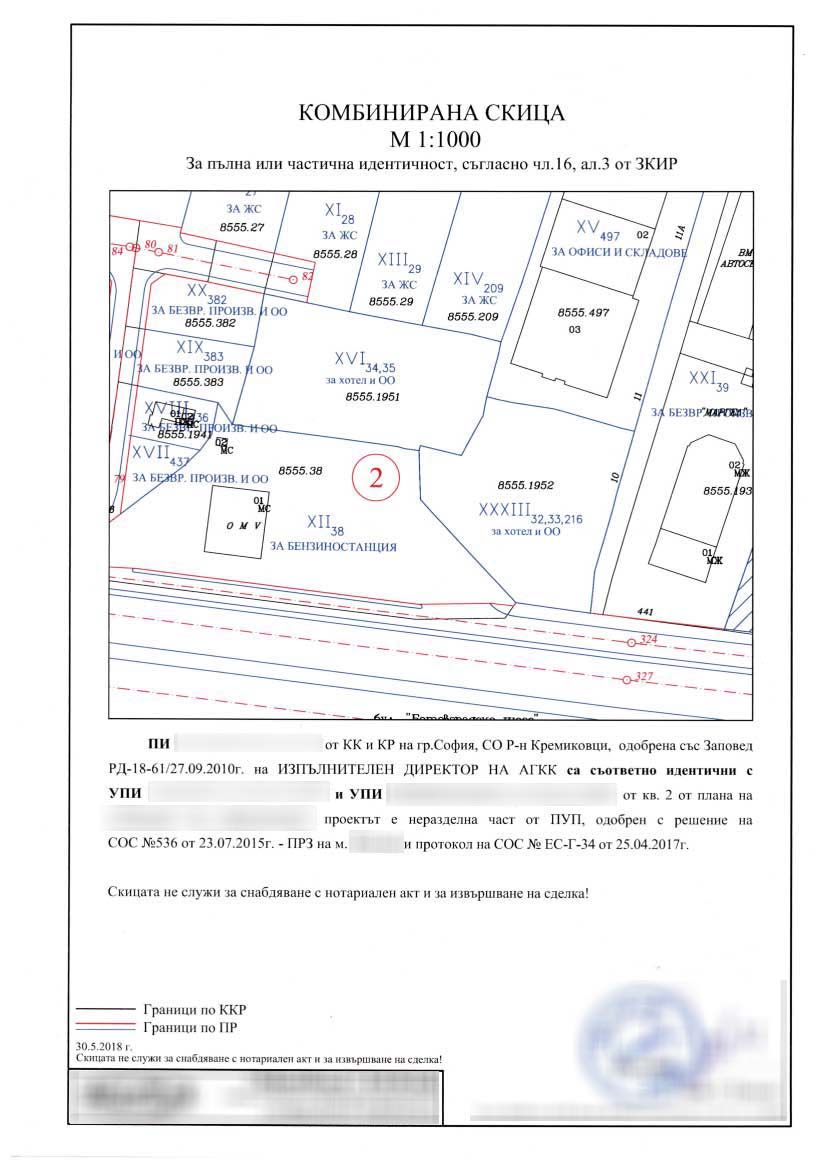 КОМБИНИРАНА СКИЦА
М 1:1000
За пълна или частична идентичност, съгласно чл.16, ал.3 от ЗКИР
27
ЗА ЖС
8555.27
XI 28
ЗА ЖС
8555.28
XIII 29
ЗА ЖС
8555.29
XIV 209
ЗА ЖС
8555.209
XV 497
02
ЗА ОФИСИ И СКЛАДОВЕ
8555.497
03
11А
84
80
81
82
XX 382
ЗА БЕЗВР. ПРОИЗВ. И ОО
8555.382
XIX 383
И ОО
ЗА БЕЗВР. ПРОИЗВ. И ОО
8555.383
XVI 34,35
за хотел и ОО
8555.1951
11
XXI 39
ЗА БЕЗВР.
XVIII 436
01
ЗА БЕЗВР. ПРОИЗВ. И ОО
8555.1941
02
МС
XVII 437
ЗА БЕЗВР. ПРОИЗВ. И ОО
79
8555.38
2
8555.1952
10
02
МЖ
8555.193
01
МС
O M V
XII 38
ЗА БЕНЗИНОСТАНЦИЯ
XXXIII 32,33,216
за хотел и ОО
01
МЖ
441
324
327
бул. "Ботевградско шосе"
ПИ от КК и КР на гр.София, СО Р-н Кремиковци, одобрена със Заповед
РД-18-61/27.09.2010г. на ИЗПЪЛНИТЕЛЕН ДИРЕКТОР НА АГКК са съответно идентични с
УПИ и УПИ от кв. 2 от плана на
проектът е неразделна част от ПУП, одобрен с решение на
СОС №536 от 23.07.2015г. - ПРЗ на м. и протокол на СОС № ЕС-Г-34 от 25.04.2017г.
Скицата не служи за снабдяване с нотариален акт и за извършване на сделка!
Граници по ККР
Граници по ПР
30.5.2018 г.
Скицата не служи за снабдяване с нотариален акт и за извършване на сделка!